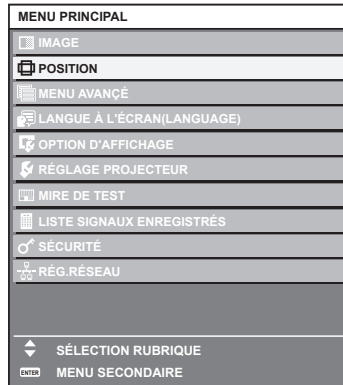 MENU PRINCIPAL
IMAGE
POSITION
MENU AVANÇÉ
LANGUE À L'ÉCRAN(LANGUAGE)
OPTION D'AFFICHAGE
RÉGLAGE PROJECTEUR
MIRE DE TEST
LISTE SIGNAUX ENREGISTRÉS
SÉCURITÉ
RÉG.RÉSEAU
SÉLECTION RUBRIQUE
ENTER MENU SECONDAIRE